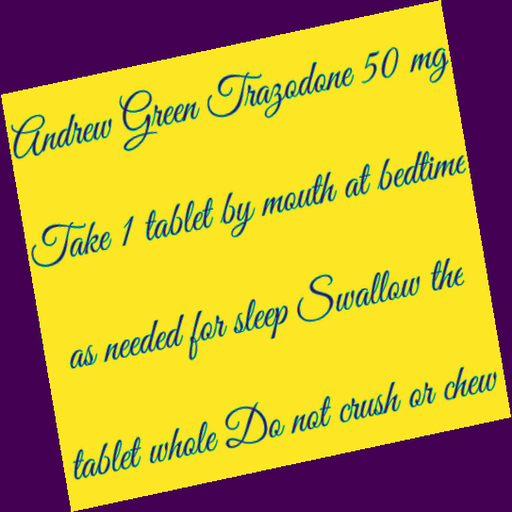 Andrew Green Trazodone 50 mg
Take 1 tablet by mouth at bedtime
as needed for sleep Swallow the
tablet whole Do not crush or chew